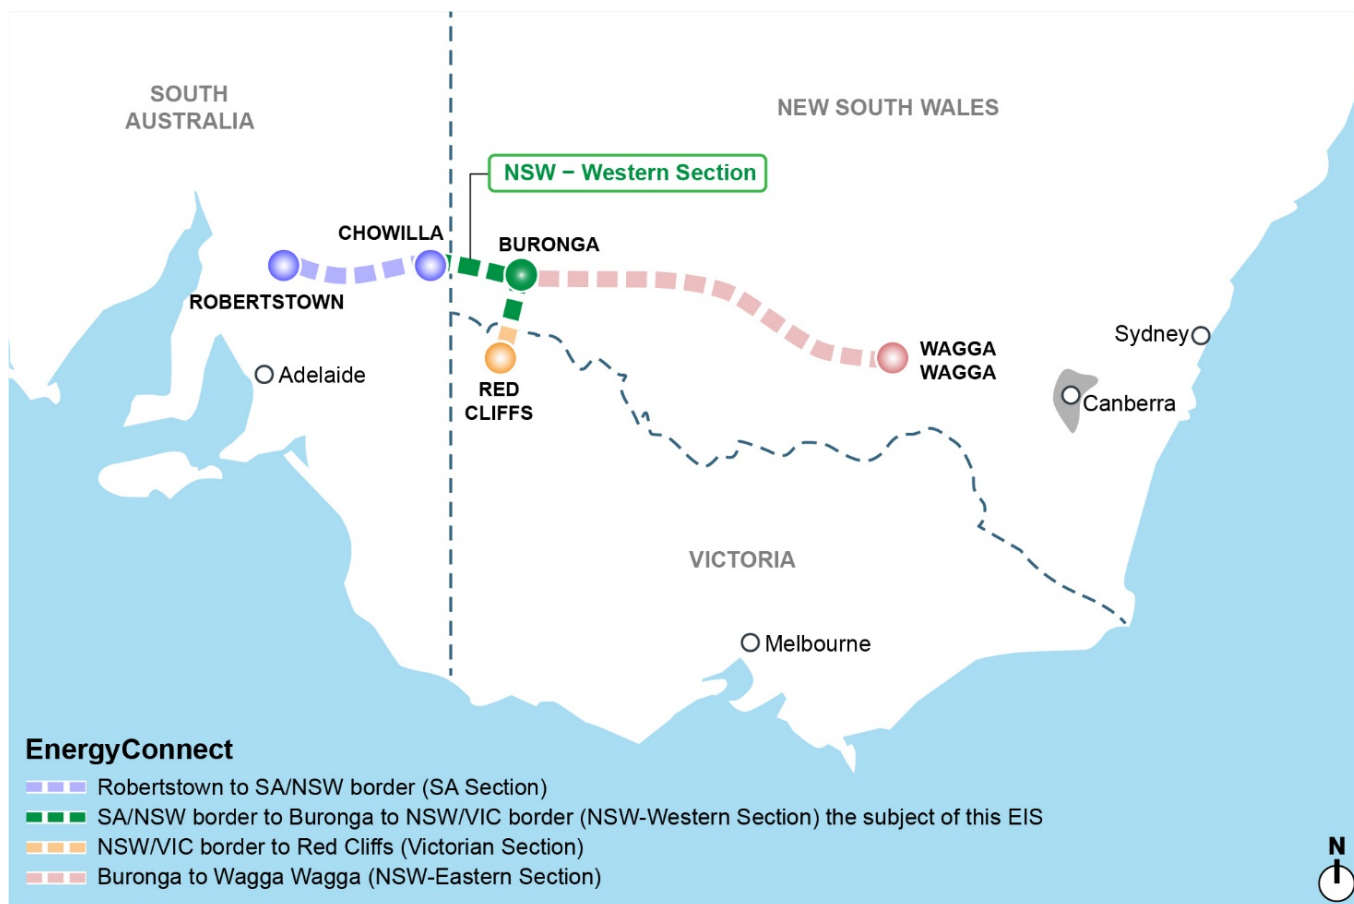 SOUTH
AUSTRALIA
NEW SOUTH WALES
NSW – Western Section
CHOWILLA
BURONGA
ROBERTSTOWN
Sydney
WAGGA
WAGGA
Adelaide
RED
CLIFFS
Canberra
VICTORIA
Melbourne
EnergyConnect
Robertstown to SA/NSW border (SA Section)
SA/NSW border to Buronga to NSW/VIC border (NSW-Western Section) the subject of this EIS
NSW/VIC border to Red Cliffs (Victorian Section)
Buronga to Wagga Wagga (NSW-Eastern Section)
N